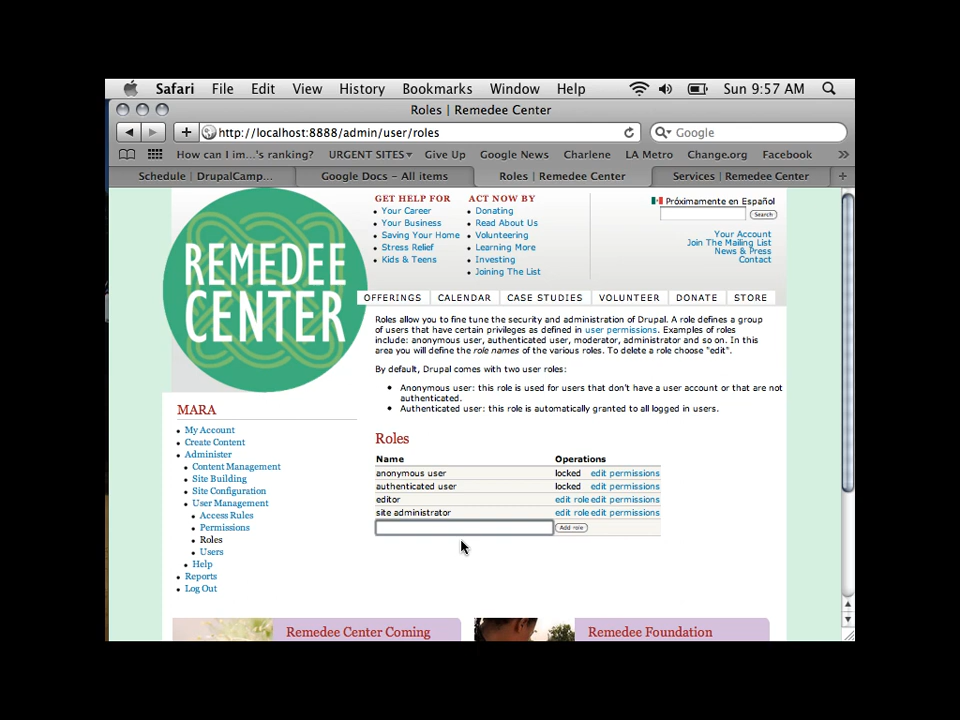 Safari File Edit View History Bookmarks Window Help Sun 9:57 AM
Roles | Remedee Center
http://localhost:8888/admin/user/roles
Google
How can I im...'s ranking? URGENT SITES▾ Give Up Google News Charlene LA Metro Change.org Facebook »
Schedule | DrupalCamp... Google Docs - All items Roles | Remedee Center Services | Remedee Center +
REMEDEE
CENTER
GET HELP FOR
Your Career
Your Business
Saving Your Home
Stress Relief
Kids & Teens
ACT NOW BY
Donating
Read About Us
Volunteering
Learning More
Investing
Joining The List
Próximamente en Español
Search
Your Account
Join The Mailing List
News & Press
Contact
OFFERINGS CALENDAR CASE STUDIES VOLUNTEER DONATE STORE
MARA
My Account
Create Content
Administer
Content Management
Site Building
Site Configuration
User Management
Access Rules
Permissions
Roles
Users
Help
Reports
Log Out
Roles allow you to fine tune the security and administration of Drupal. A role defines a group
of users that have certain privileges as defined in user permissions. Examples of roles
include: anonymous user, authenticated user, moderator, administrator and so on. In this
area you will define the role names of the various roles. To delete a role choose "edit".
By default, Drupal comes with two user roles:
Anonymous user: this role is used for users that don't have a user account or that are not
authenticated.
Authenticated user: this role is automatically granted to all logged in users.
Roles
Name Operations
anonymous user locked edit permissions
authenticated user locked edit permissions
editor edit role edit permissions
site administrator edit role edit permissions
Add role
Remedee Center Coming
Remedee Foundation